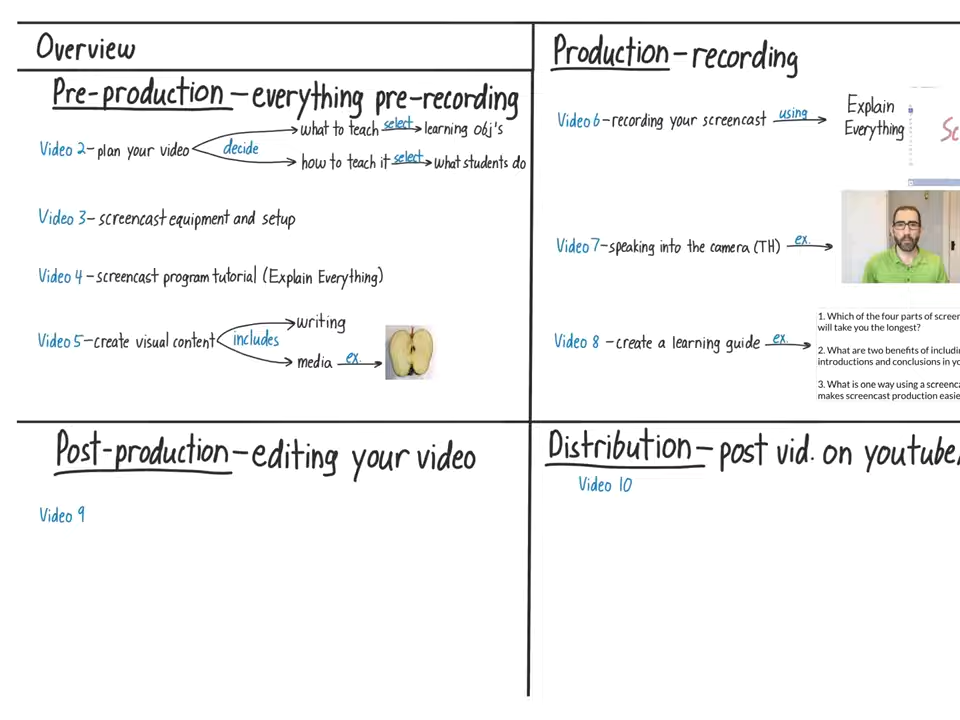 Overview
Pre-production - everything pre-recording
Video 2 - plan your video decide what to teach select learning obj's
how to teach it select what students do
Video 3 - screencast equipment and setup
Video 4 - screencast program tutorial (Explain Everything)
Video 5 - create visual content includes writing
media ex.
Production - recording
Video 6 - recording your screencast using Explain
Everything
Sc
Video 7 - speaking into the camera (TH) ex.
Video 8 - create a learning guide ex.
1. Which of the four parts of screen
will take you the longest?
2. What are two benefits of includin
introductions and conclusions in yo
3. What is one way using a screenca
makes screencast production easie
Post-production - editing your video
Video 9
Distribution - post vid. on youtube
Video 10